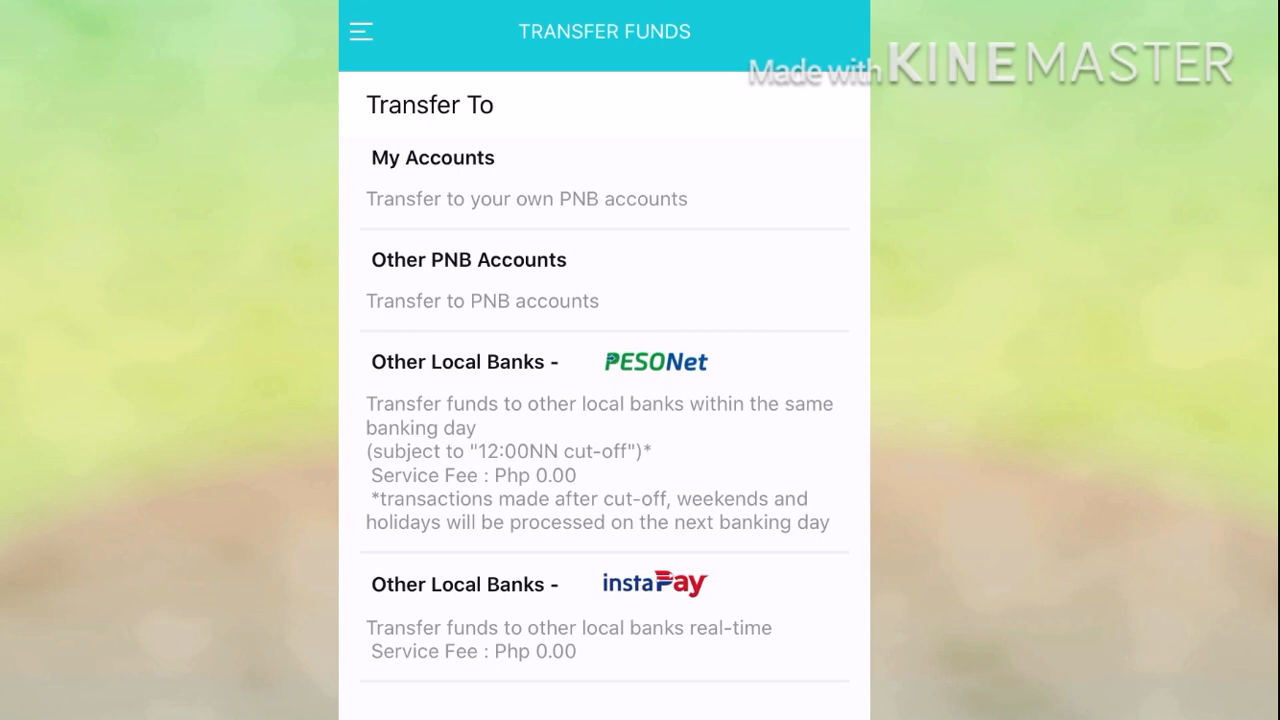 TRANSFER FUNDS
Made with KINEMASTER
Transfer To
My Accounts
Transfer to your own PNB accounts
Other PNB Accounts
Transfer to PNB accounts
Other Local Banks - PESONet
Transfer funds to other local banks within the same
banking day
(subject to "12:00NN cut-off")*
Service Fee : Php 0.00
*transactions made after cut-off, weekends and
holidays will be processed on the next banking day
Other Local Banks - instaPay
Transfer funds to other local banks real-time
Service Fee : Php 0.00